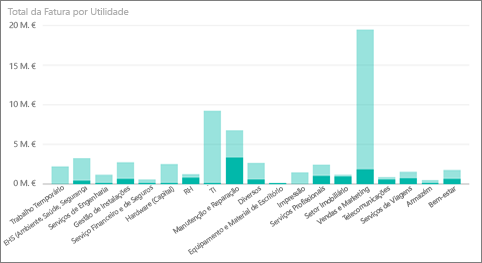 Total da Fatura por Utilidade
20 M. €
15 M. €
10 M. €
5 M. €
0 M. €
Trabalho Temporário
EHS (Ambiente, Saúde, Segurança)
Serviços de Engenharia
Gestão de Instalações
Serviço Financeiro e de Seguros
Hardware (Capital)
RH
TI
Manutenção e Reparação
Diversos
Equipamento e Material de Escritório
Impressão
Serviços Profissionais
Setor Imobiliário
Vendas e Marketing
Telecomunicações
Serviços de Viagens
Armazém
Bem-estar